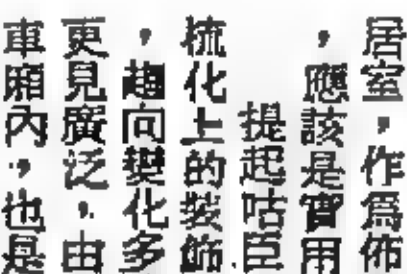 居室，作為佈
，應該是實用
提起咕臣
梳化上的裝飾
，趨向變化多
更見廣泛，由
車廂內，也是